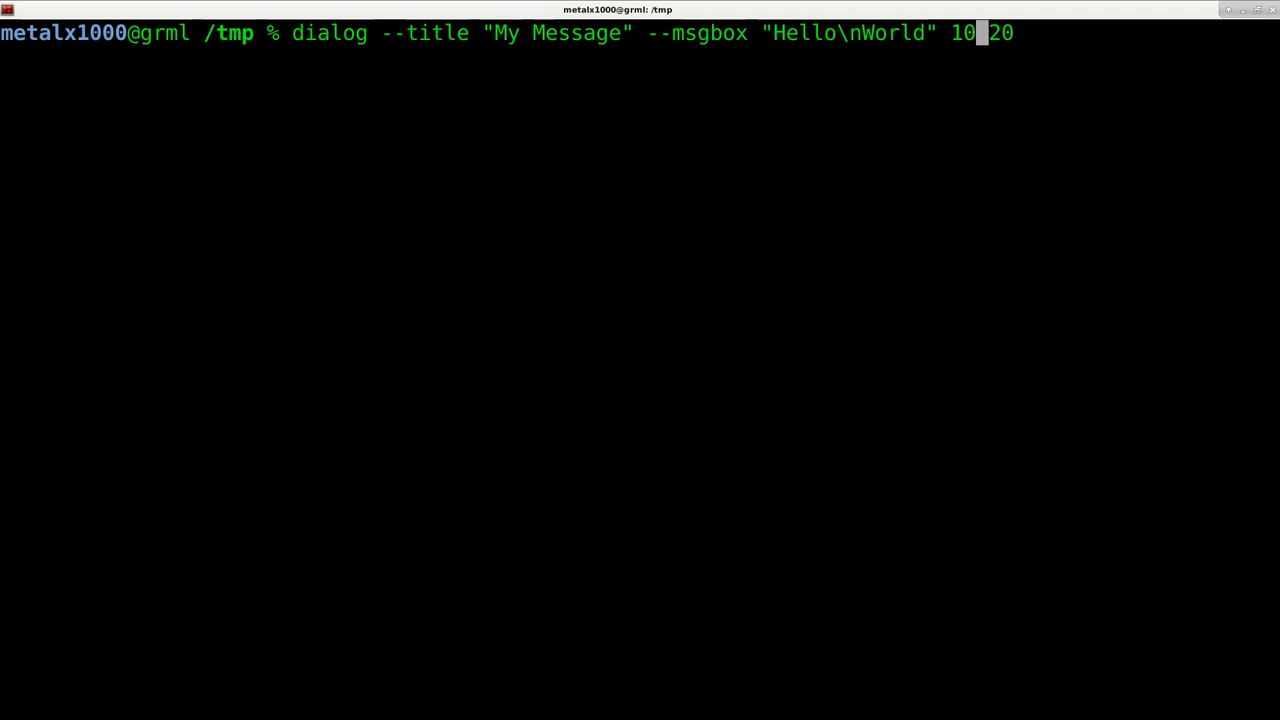 metalx1000@grml: /tmp
metalx1000@grml /tmp % dialog --title "My Message" --msgbox "Hello\nWorld" 10 20